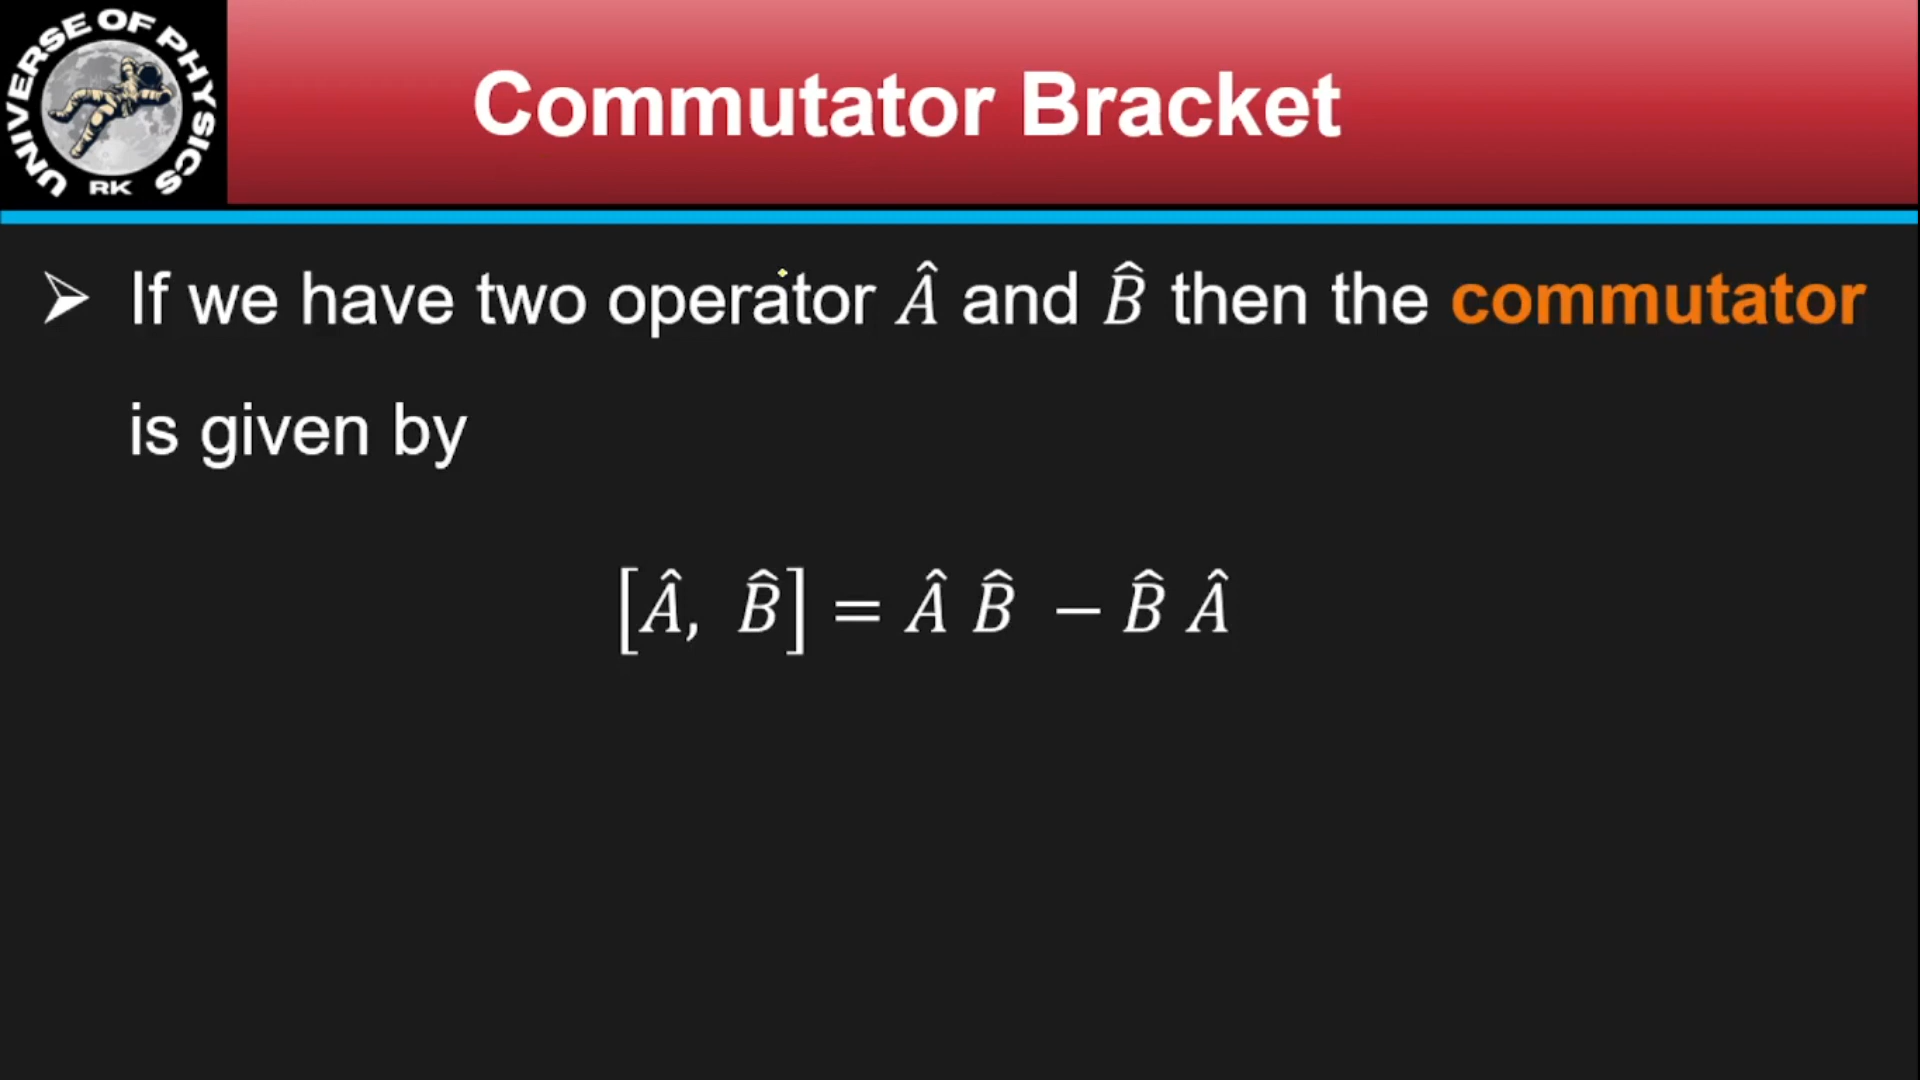 UNIVERSE OF PHYSICS
RK
Commutator Bracket
➢ If we have two operator Â and B̂ then the commutator
is given by
[Â, B̂] = Â B̂ − B̂ Â